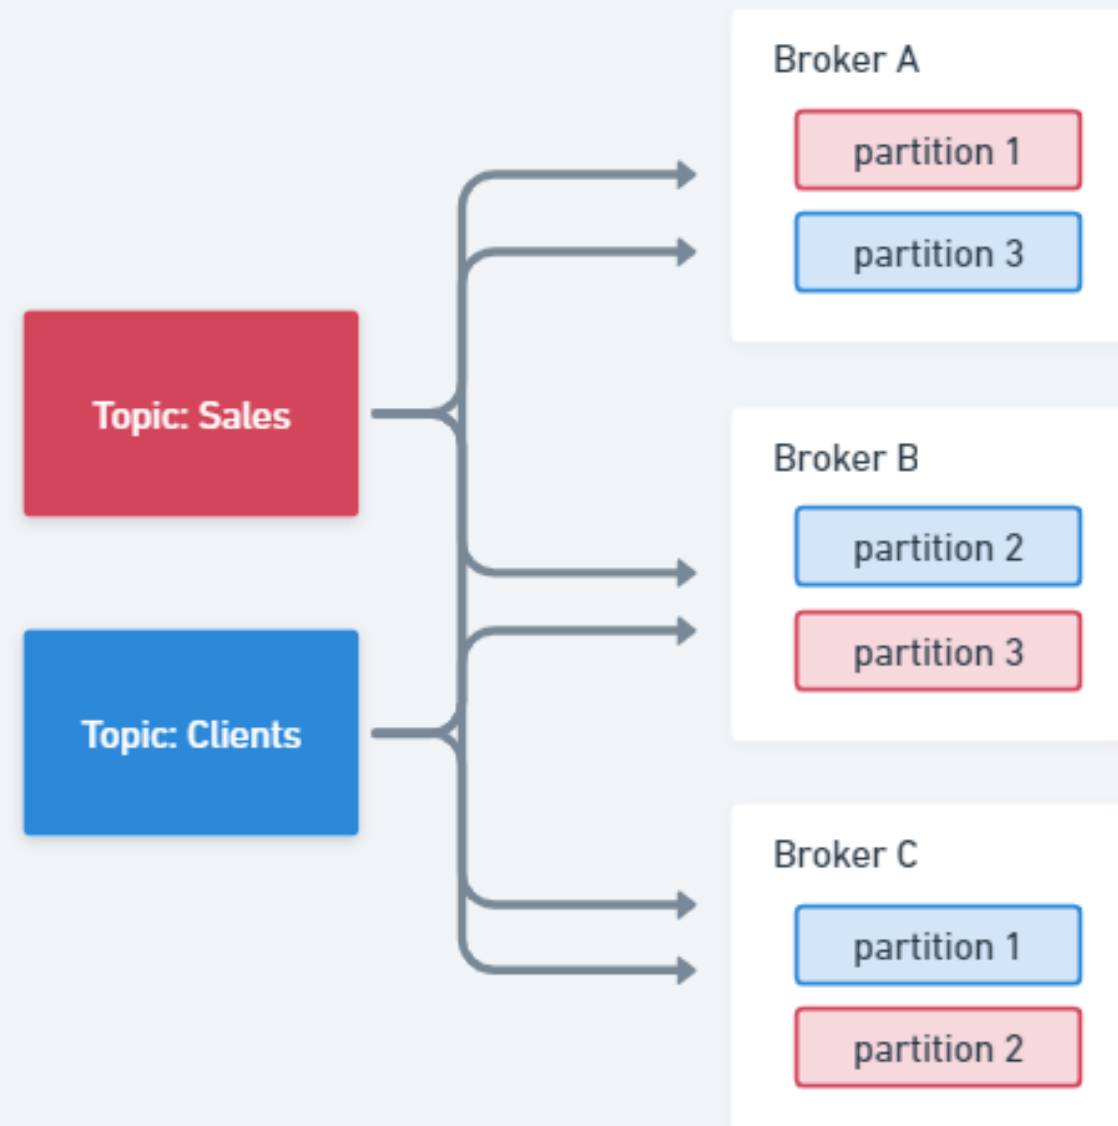 Topic: Sales
Topic: Clients
Broker A
partition 1
partition 3
Broker B
partition 2
partition 3
Broker C
partition 1
partition 2